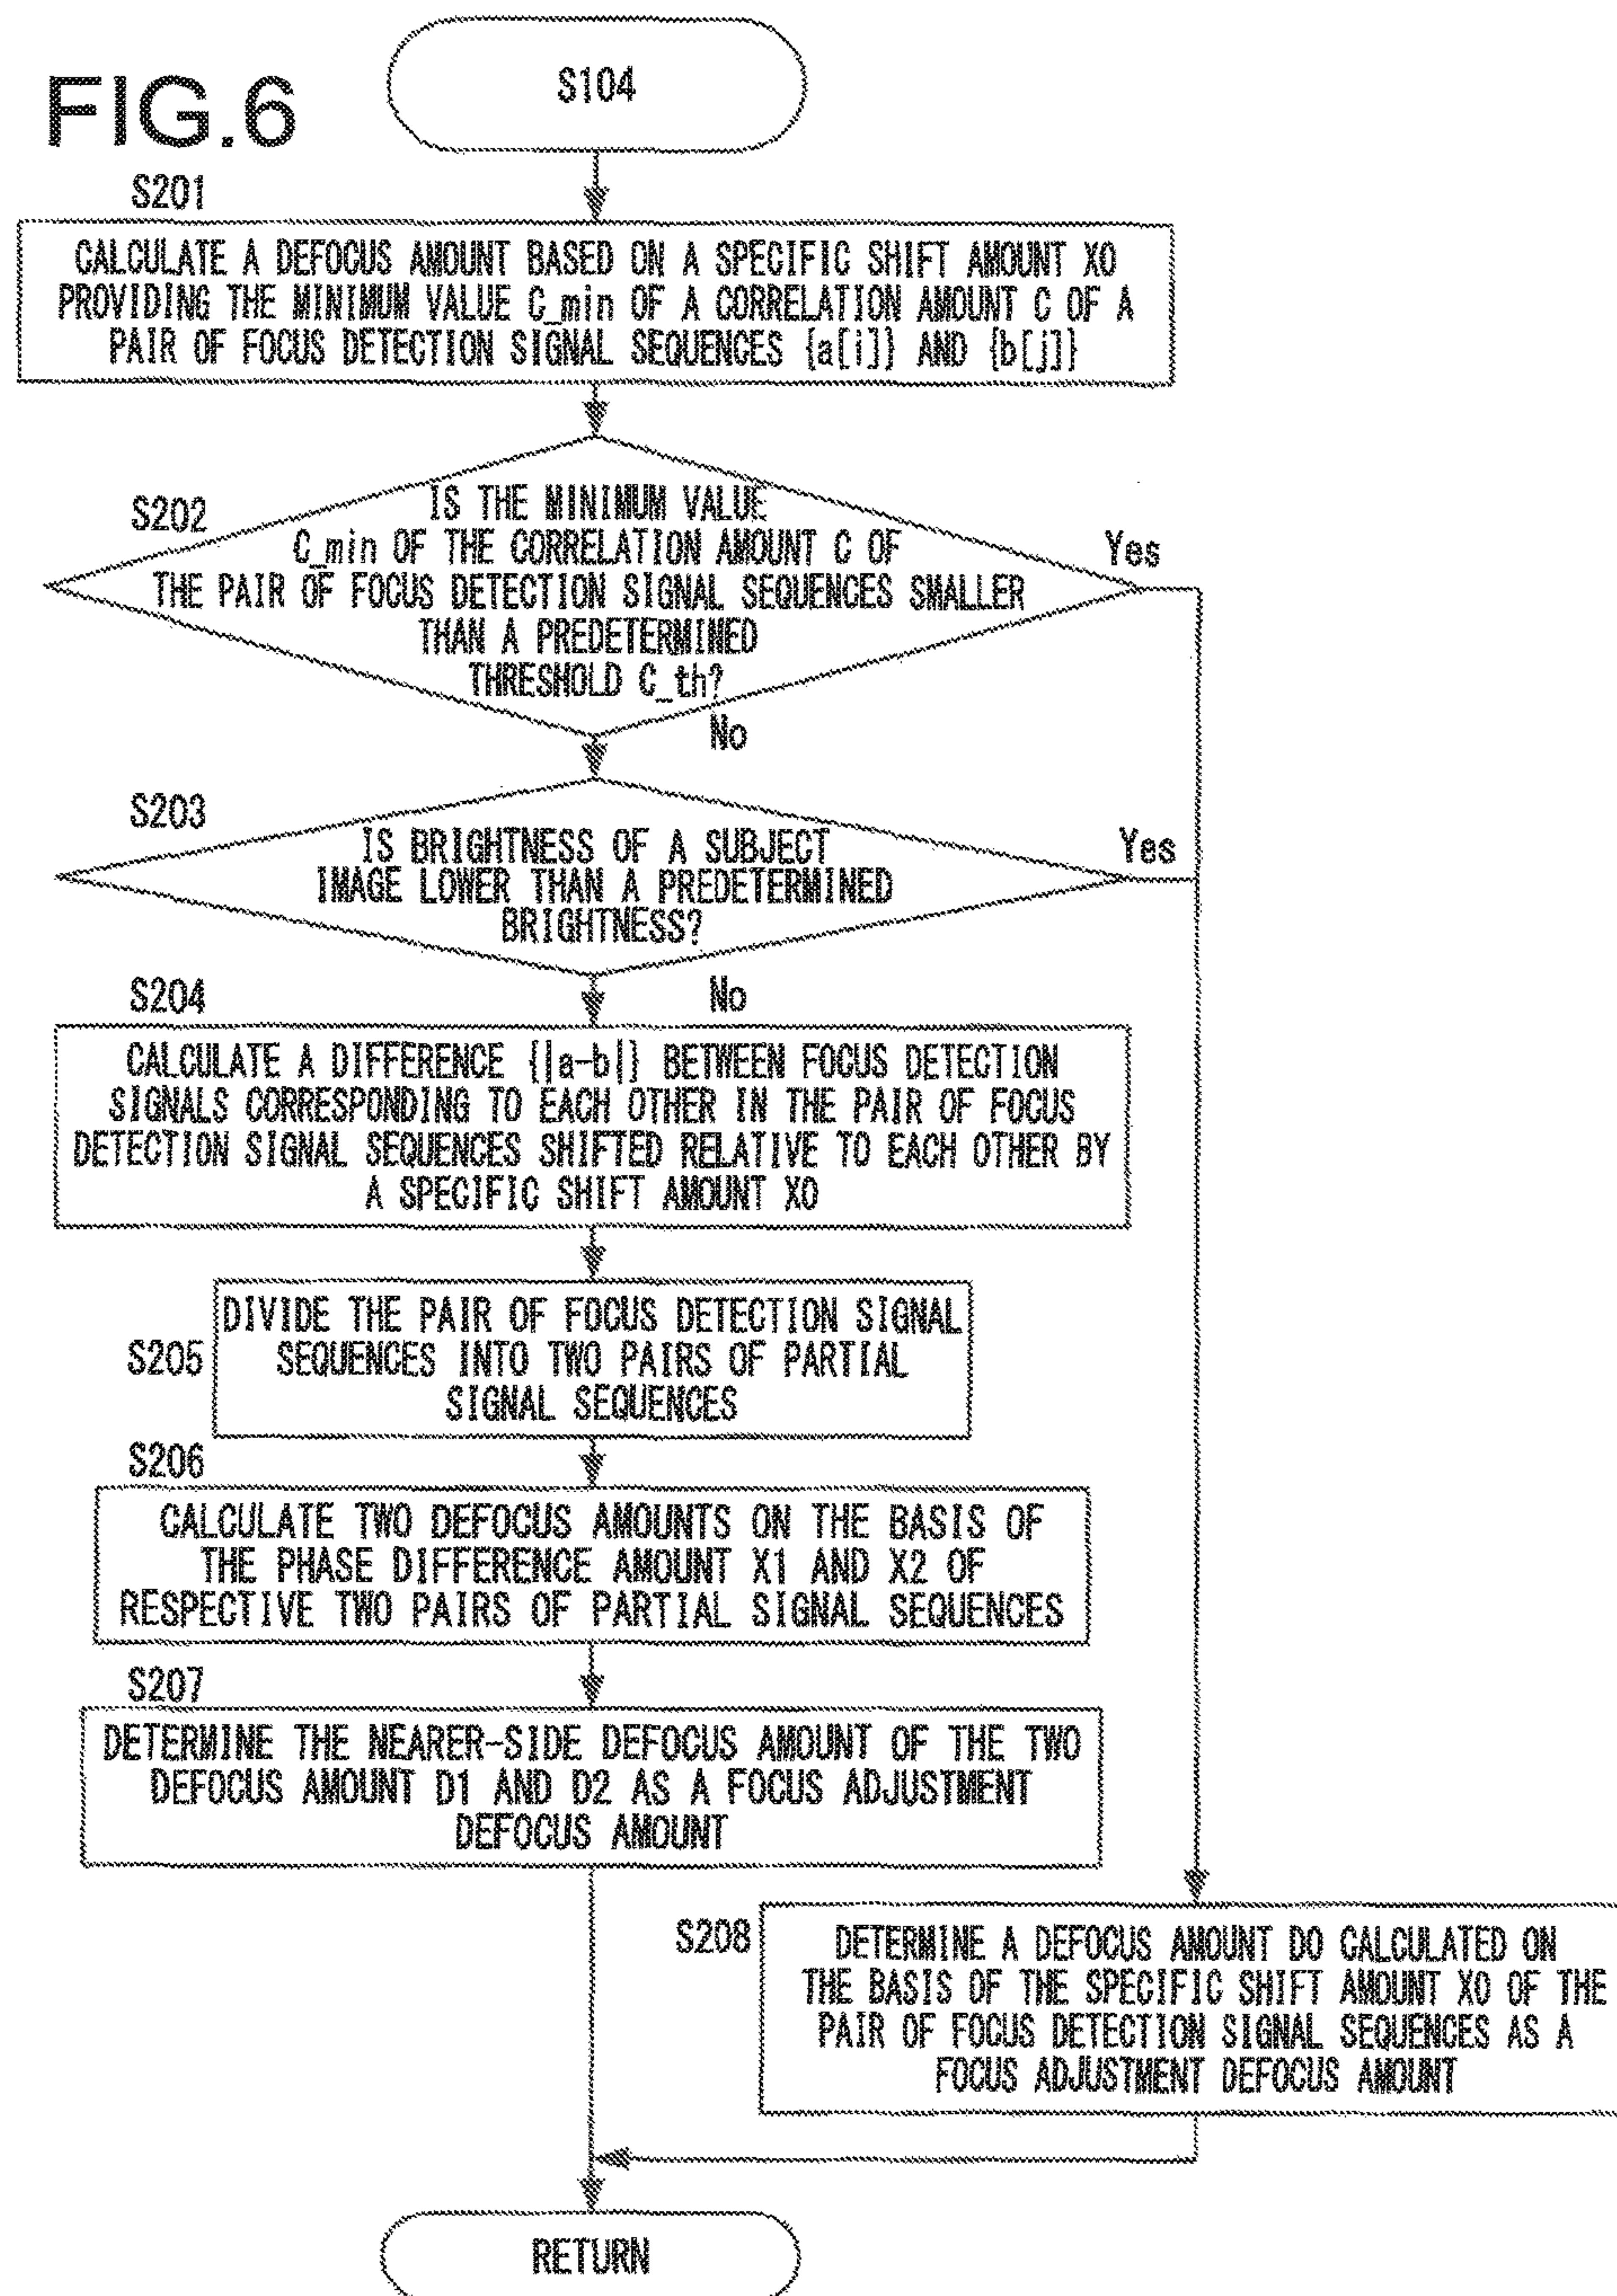 FIG.6
S104
S201
CALCULATE A DEFOCUS AMOUNT BASED ON A SPECIFIC SHIFT AMOUNT X0
PROVIDING THE MINIMUM VALUE C_min OF A CORRELATION AMOUNT C OF A
PAIR OF FOCUS DETECTION SIGNAL SEQUENCES {a[i]} AND {b[j]}
S202
IS THE MINIMUM VALUE
C_min OF THE CORRELATION AMOUNT C OF
THE PAIR OF FOCUS DETECTION SIGNAL SEQUENCES SMALLER
THAN A PREDETERMINED
THRESHOLD C_th?
Yes
No
S203
IS BRIGHTNESS OF A SUBJECT
IMAGE LOWER THAN A PREDETERMINED
BRIGHTNESS?
Yes
No
S204
CALCULATE A DIFFERENCE {|a-b|} BETWEEN FOCUS DETECTION
SIGNALS CORRESPONDING TO EACH OTHER IN THE PAIR OF FOCUS
DETECTION SIGNAL SEQUENCES SHIFTED RELATIVE TO EACH OTHER BY
A SPECIFIC SHIFT AMOUNT X0
S205
DIVIDE THE PAIR OF FOCUS DETECTION SIGNAL
SEQUENCES INTO TWO PAIRS OF PARTIAL
SIGNAL SEQUENCES
S206
CALCULATE TWO DEFOCUS AMOUNTS ON THE BASIS OF
THE PHASE DIFFERENCE AMOUNT X1 AND X2 OF
RESPECTIVE TWO PAIRS OF PARTIAL SIGNAL SEQUENCES
S207
DETERMINE THE NEARER-SIDE DEFOCUS AMOUNT OF THE TWO
DEFOCUS AMOUNT D1 AND D2 AS A FOCUS ADJUSTMENT
DEFOCUS AMOUNT
S208
DETERMINE A DEFOCUS AMOUNT D0 CALCULATED ON
THE BASIS OF THE SPECIFIC SHIFT AMOUNT X0 OF THE
PAIR OF FOCUS DETECTION SIGNAL SEQUENCES AS A
FOCUS ADJUSTMENT DEFOCUS AMOUNT
RETURN